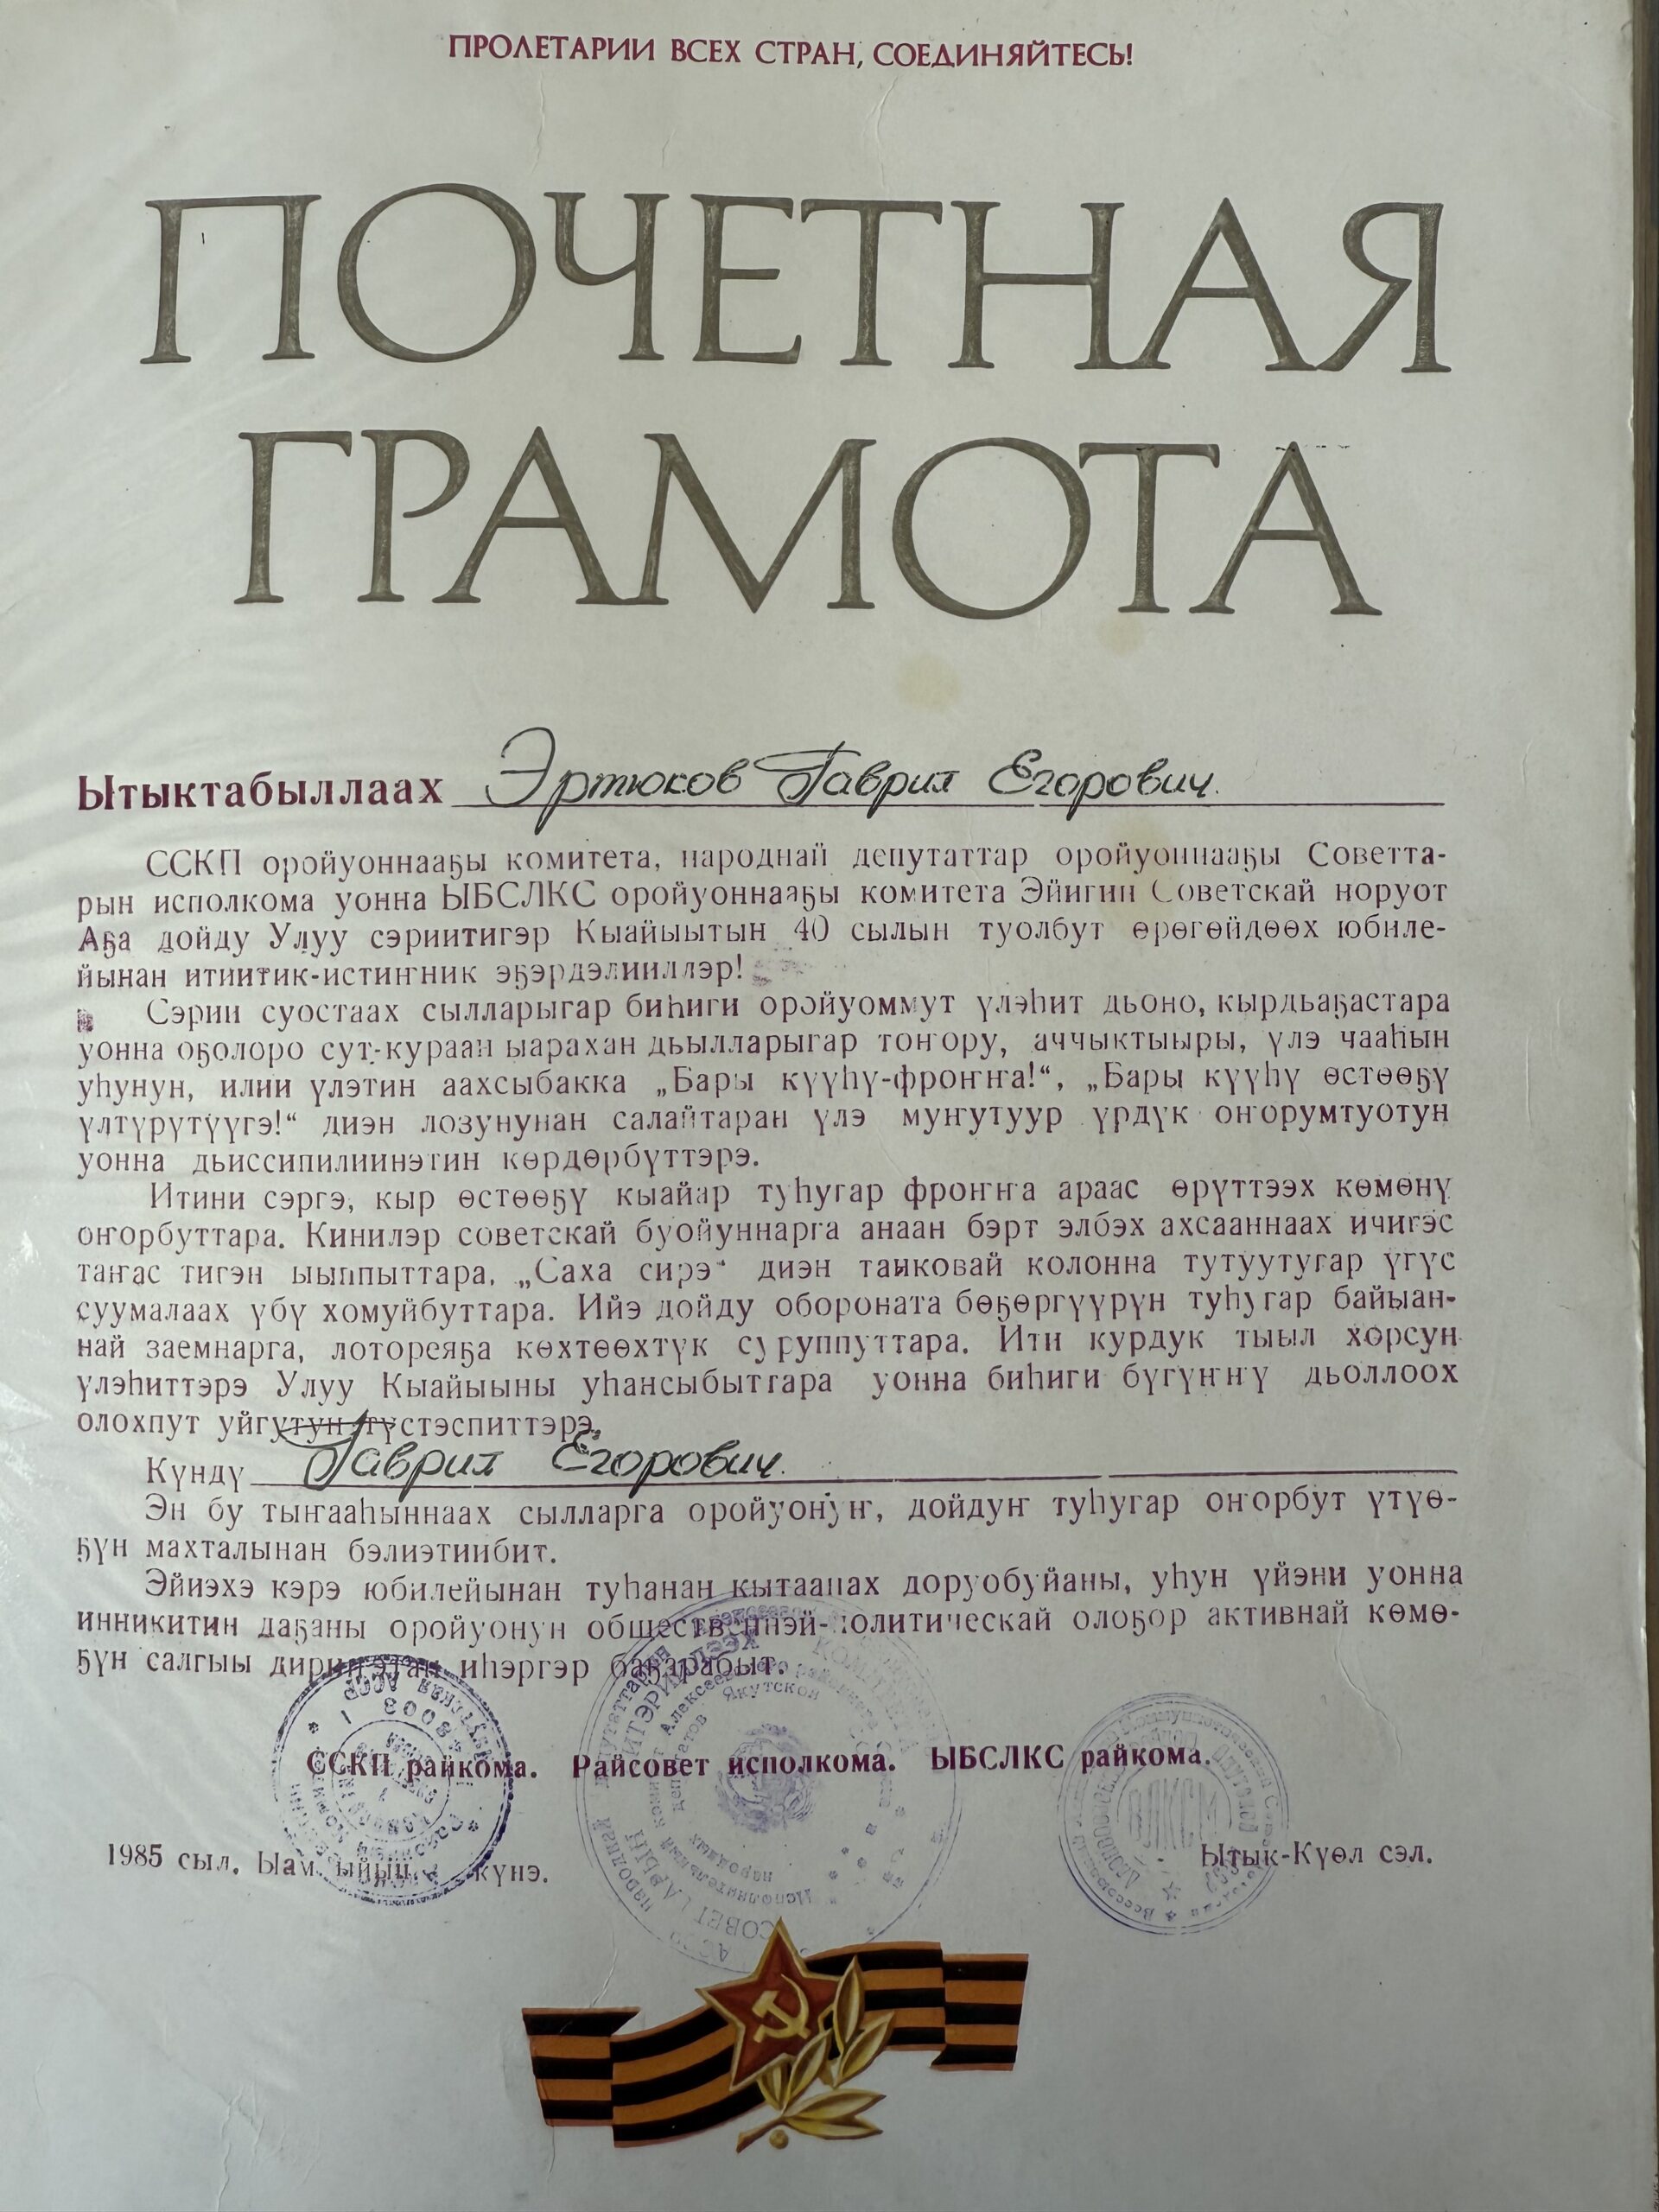 ПРОЛЕТАРИИ ВСЕХ СТРАН, СОЕДИНЯЙТЕСЬ!
ПОЧЕТНАЯ
ГРАМОТА
Ытыктабыллаах Эртюков Гаврил Егорович.
ССКП оройуоннааҕы комитета, народнай депутаттар оройуоннааҕы Советта-
рын исполкома уонна ЫБСЛКС оройуоннааҕы комитета Эйигин Советскай норуот
Аҕа дойду Улуу сэриитигэр Кыайыытын 40 сылын туолбут өрөгөйдөөх юбиле-
йынан итиитик-истиҥник эҕэрдэлииллэр!
Сэрии суостаах сылларыгар биһиги оройуоммут үлэһит дьоно, кырдьаҕастара
уонна оҕолоро сут-кураан ыарахан дьылларыгар тоҥору, аччыктыыры, үлэ чааһын
уһунун, илии үлэтин аахсыбакка „Бары күүһү-фроҥҥа!“, „Бары күүһү өстөөҕү
үлтүрүтүүгэ!“ диэн лозунунан салайтаран үлэ муҥутуур үрдүк оҥорумтуотун
уонна дьиссипилиинэтин көрдөрбүттэрэ.
Итини сэргэ, кыр өстөөҕү кыайар туһугар фроҥҥа араас өрүттээх көмөнү
оҥорбуттара. Кинилэр советскай буойуннарга анаан бэрт элбэх ахсааннаах ичигэс
таҥас тигэн ыыппыттара, „Саха сирэ“ диэн танковай колонна тутуутугар үгүс
суумалаах үбү хомуйбуттара. Ийэ дойду обороната бөҕөргүүрүн туһугар байыан-
най заемнарга, лотореяҕа көхтөөхтүк суруппуттара. Ити курдук тыыл хорсун
үлэһиттэрэ Улуу Кыайыыны уһансыбыттара уонна биһиги бүгүҥҥү дьоллоох
олохпут уйгутун түстэспиттэрэ.
Күндү Гаврил Егорович.
Эн бу тыҥааһыннаах сылларга оройуонуҥ, дойдуҥ туһугар оҥорбут үтүө-
ҕүн махталынан бэлиэтиибит.
Эйиэхэ кэрэ юбилейынан туһанан кытаанах доруобуйаны, уһун үйэни уонна
инникитин даҕаны оройуонун общественнэй-политическай олоҕор активнай көмө-
ҕүн салгыы дириҥэтэн иһэргэр баҕарабыт.
ССКП райкома. Райсовет исполкома. ЫБСЛКС райкома.
1985 сыл. Ыам ыйын күнэ.
Ытык-Күөл сэл.